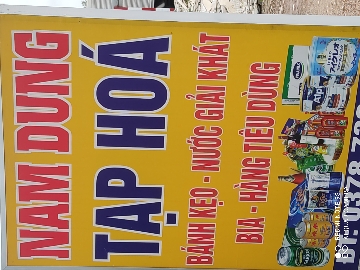 NAM DUNG
TẠP HOÁ
BÁNH KẸO - NƯỚC GIẢI KHÁT
BIA - HÀNG TIÊU DÙNG